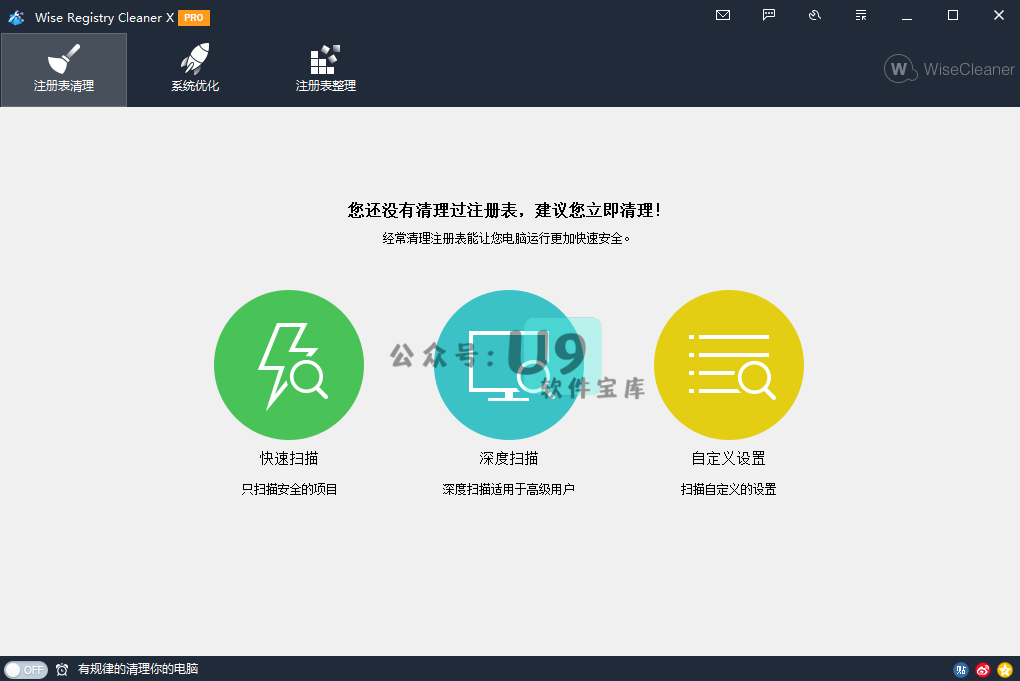 Wise Registry Cleaner X PRO
注册表清理
系统优化
注册表整理
W WiseCleaner
您还没有清理过注册表，建议您立即清理！
经常清理注册表能让您电脑运行更加快速安全。
公众号：U9
软件宝库
快速扫描
深度扫描
自定义设置
只扫描安全的项目
深度扫描适用于高级用户
扫描自定义的设置
OFF 有规律的清理你的电脑
贴